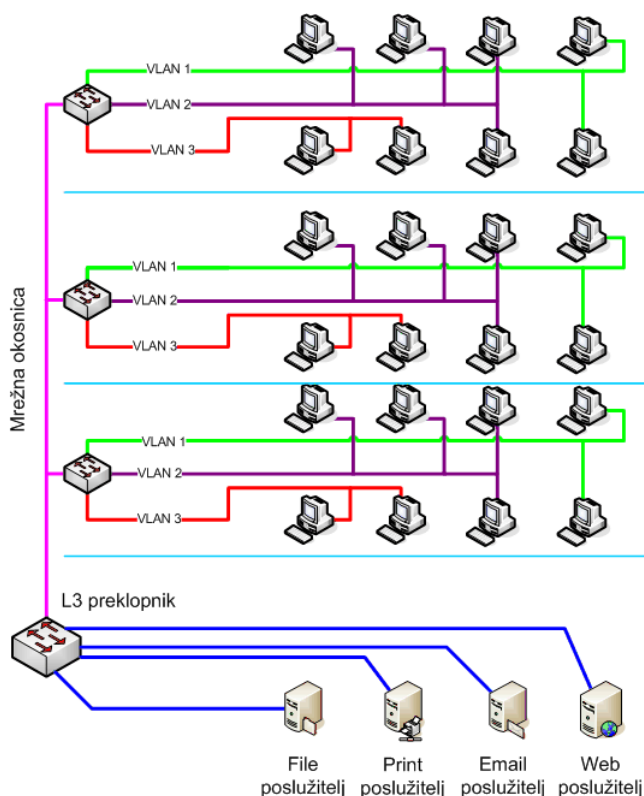 VLAN 1
VLAN 2
VLAN 3
VLAN 1
VLAN 2
VLAN 3
VLAN 1
VLAN 2
VLAN 3
Mrežna okosnica
L3 preklopnik
File
poslužitelj
Print
poslužitelj
Email
poslužitelj
Web
poslužitelj